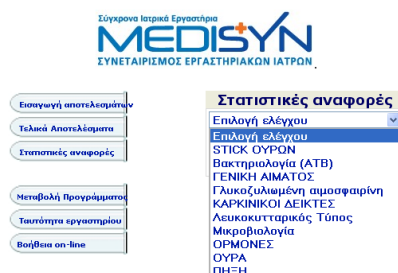 Σύγχρονα Ιατρικά Εργαστήρια
MEDISYN
ΣΥΝΕΤΑΙΡΙΣΜΟΣ ΕΡΓΑΣΤΗΡΙΑΚΩΝ ΙΑΤΡΩΝ
Εισαγωγή αποτελεσμάτων
Τελικά Αποτελέσματα
Στατιστικές αναφορές
Μεταβολή Προγράμματος
Ταυτότητα εργαστηρίου
Βοήθεια on-line
Στατιστικές αναφορές
Επιλογή ελέγχου
Επιλογή ελέγχου
STICK ΟΥΡΩΝ
Βακτηριολογία (ATB)
ΓΕΝΙΚΗ ΑΙΜΑΤΟΣ
Γλυκοζυλιωμένη αιμοσφαιρίνη
ΚΑΡΚΙΝΙΚΟΙ ΔΕΙΚΤΕΣ
Λευκοκυτταρικός Τύπος
Μικροβιολογία
ΟΡΜΟΝΕΣ
ΟΥΡΑ
ΠΗΞΗ